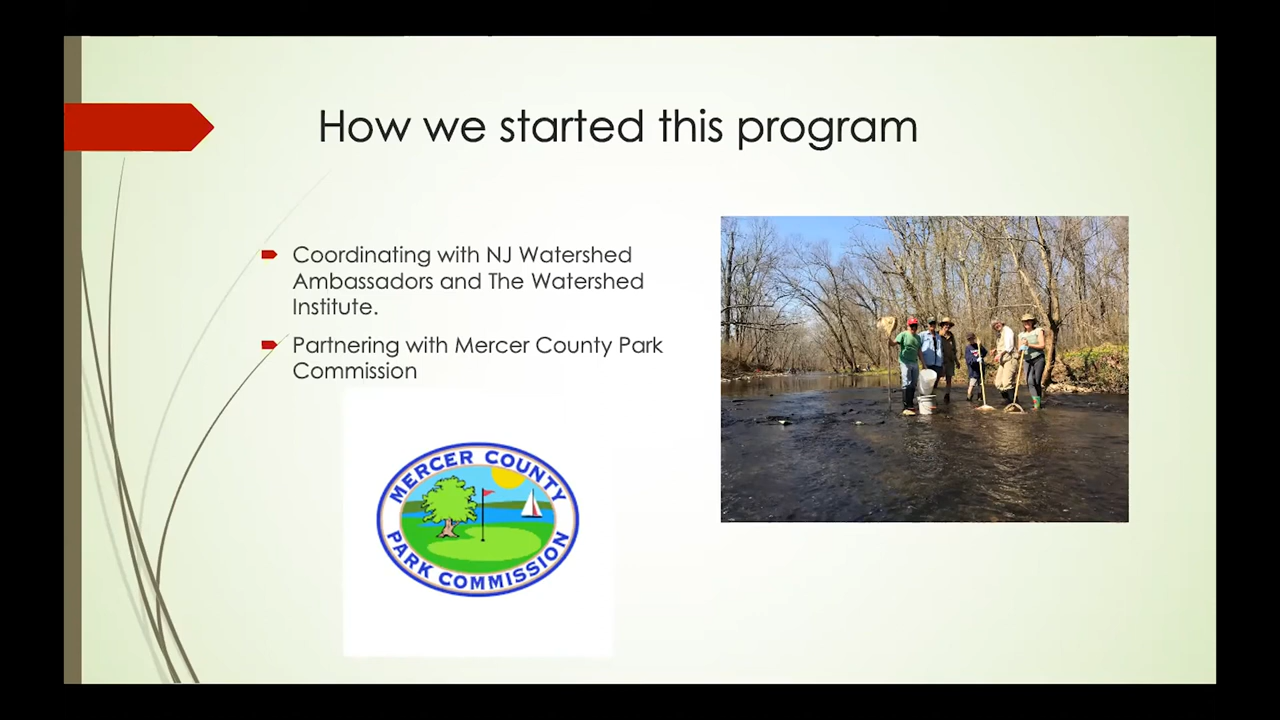 How we started this program
Coordinating with NJ Watershed
Ambassadors and The Watershed
Institute.
Partnering with Mercer County Park
Commission
MERCER COUNTY
PARK COMMISSION